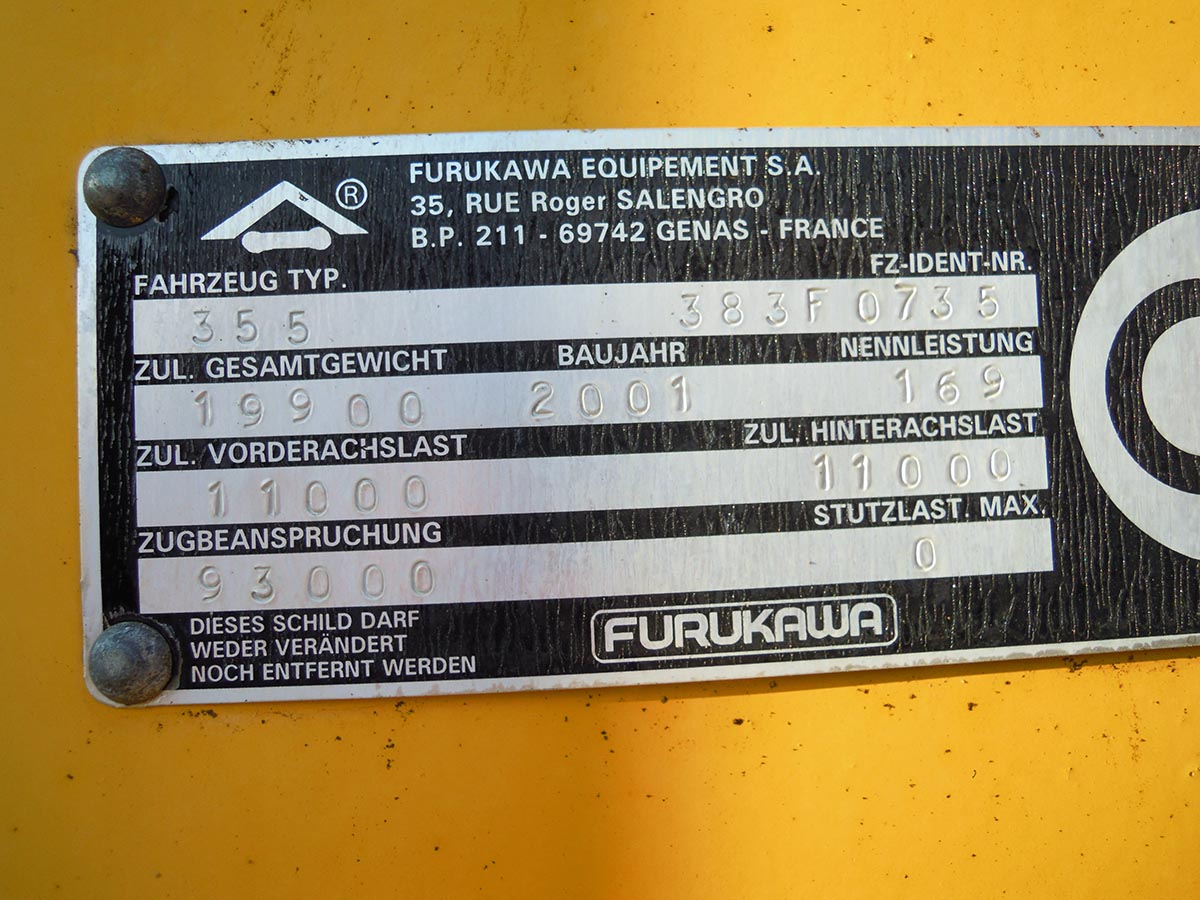 ®
FURUKAWA EQUIPEMENT S.A.
35, RUE Roger SALENGRO
B.P. 211 - 69742 GENAS - FRANCE
FAHRZEUG TYP. FZ-IDENT-NR.
355 383F0735
ZUL. GESAMTGEWICHT BAUJAHR NENNLEISTUNG
19900 2001 169
ZUL. VORDERACHSLAST ZUL. HINTERACHSLAST
11000 11000
ZUGBEANSPRUCHUNG STUTZLAST. MAX.
93000 0
DIESES SCHILD DARF
WEDER VERÄNDERT
NOCH ENTFERNT WERDEN
FURUKAWA